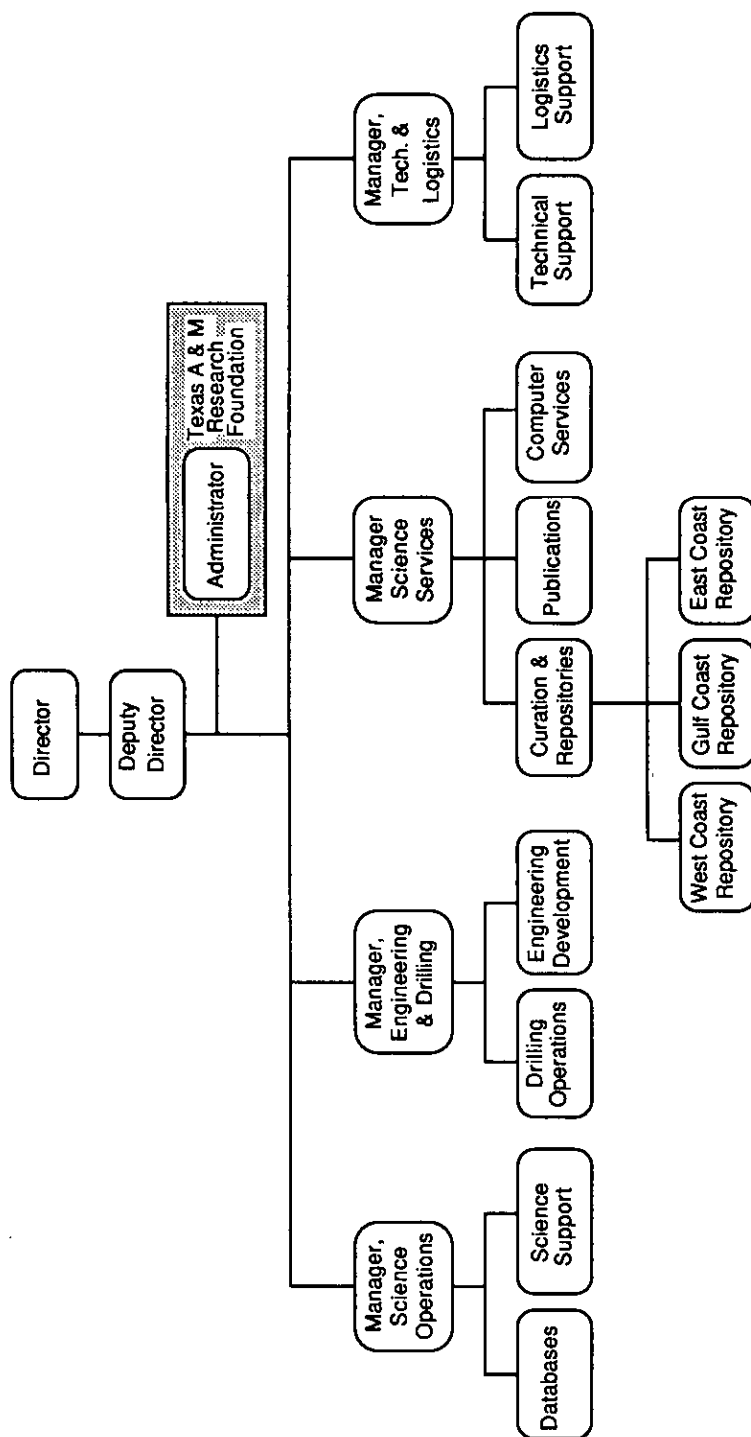 Director
Deputy
Director
Texas A & M
Research
Foundation
Administrator
Manager,
Science
Operations
Manager,
Engineering
& Drilling
Manager
Science
Services
Manager,
Tech. &
Logistics
Databases
Science
Support
Drilling
Operations
Engineering
Development
Curation &
Repositories
Publications
Computer
Services
Technical
Support
Logistics
Support
West Coast
Repository
Gulf Coast
Repository
East Coast
Repository